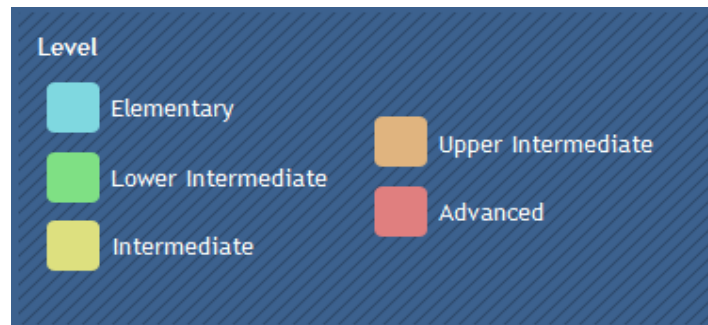 Level
Elementary
Lower Intermediate
Intermediate
Upper Intermediate
Advanced